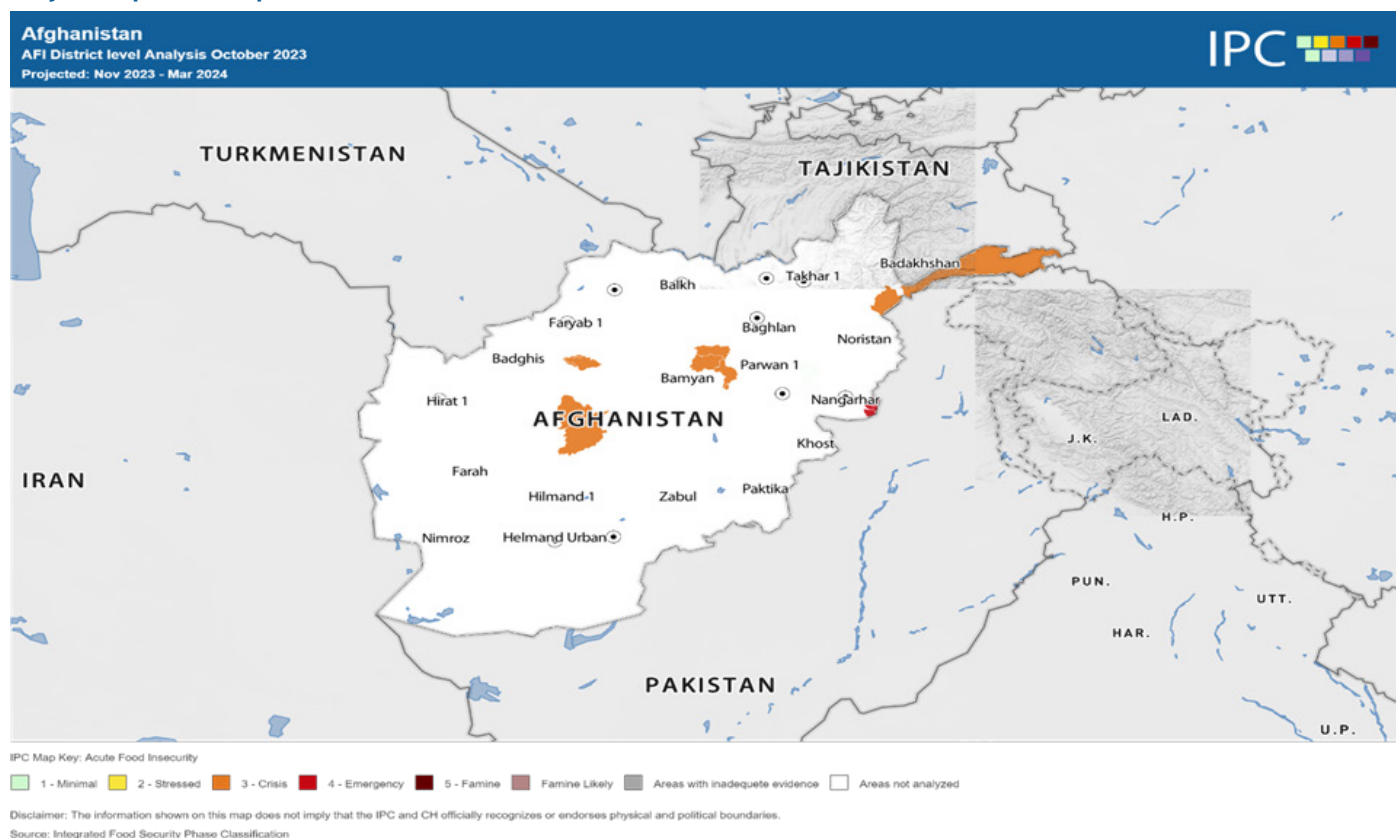 Afghanistan
AFI District level Analysis October 2023
Projected: Nov 2023 - Mar 2024
IPC
TURKMENISTAN
TAJIKISTAN
Badakhshan
Takhar 1
Balkh
Faryab 1
Baghlan
Noristan
Badghis
Parwan 1
Bamyan
Nangarhar
Hirat 1
AFGHANISTAN
LAD.
J.K.
Khost
Farah
IRAN
Paktika
Hilmand 1
Zabul
H.P.
Nimroz
Helmand Urban
PUN.
UTT.
HAR.
PAKISTAN
U.P.
IPC Map Key: Acute Food Insecurity
1 - Minimal 2 - Stressed 3 - Crisis 4 - Emergency 5 - Famine Famine Likely Areas with inadequete evidence Areas not analyzed
Disclaimer: The information shown on this map does not imply that the IPC and CH officially recognizes or endorses physical and political boundaries.
Source: Integrated Food Security Phase Classification